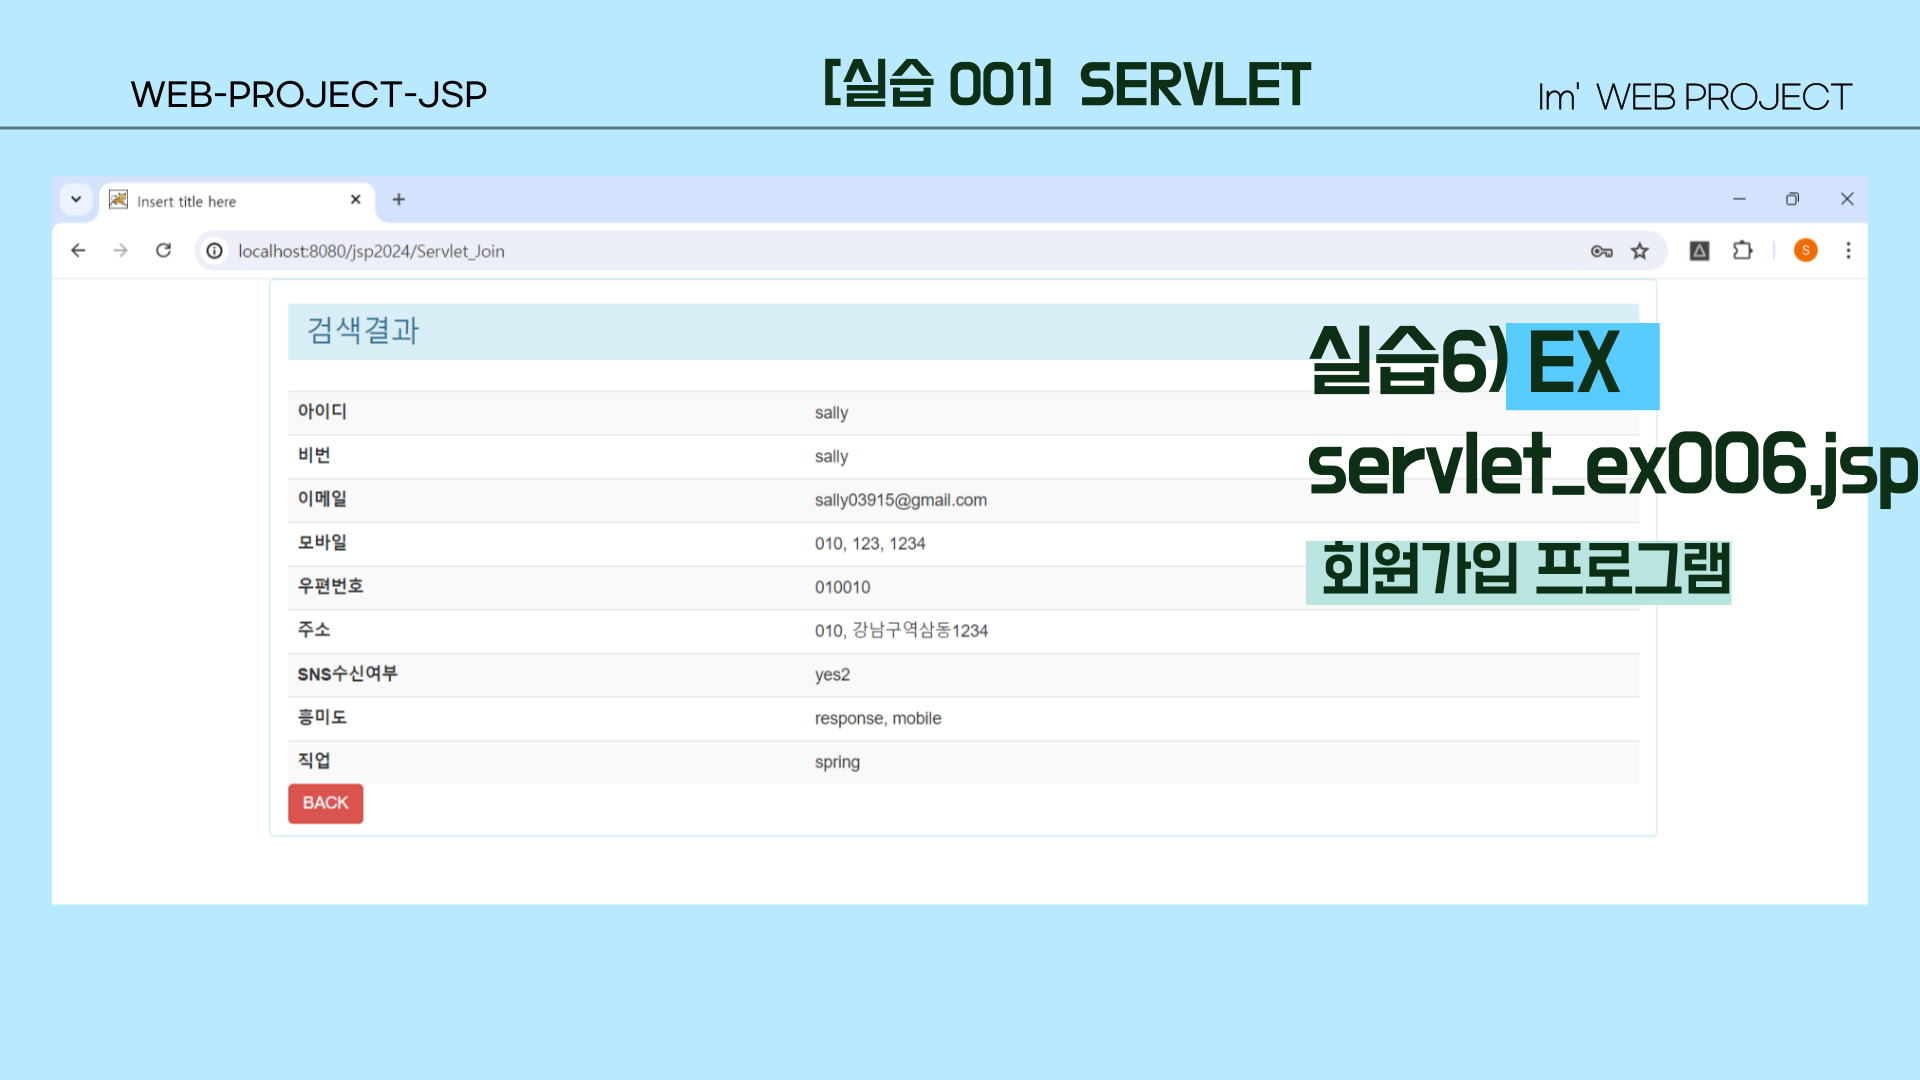 WEB-PROJECT-JSP
[실습 001] SERVLET
Im' WEB PROJECT
Insert title here
localhost:8080/jsp2024/Servlet_Join
S
검색결과
실습6) EX
servlet_ex006.jsp
회원가입 프로그램
아이디 sally
비번 sally
이메일 sally03915@gmail.com
모바일 010, 123, 1234
우편번호 010010
주소 010, 강남구역삼동1234
SNS수신여부 yes2
흥미도 response, mobile
직업 spring
BACK